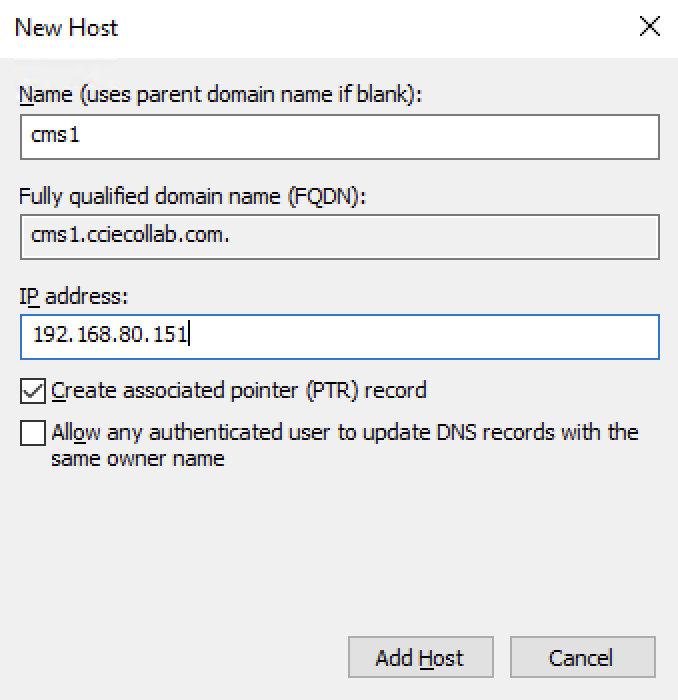 New Host
Name (uses parent domain name if blank):
cms1
Fully qualified domain name (FQDN):
cms1.cciecollab.com.
IP address:
192.168.80.151
Create associated pointer (PTR) record
Allow any authenticated user to update DNS records with the
same owner name
Add Host
Cancel